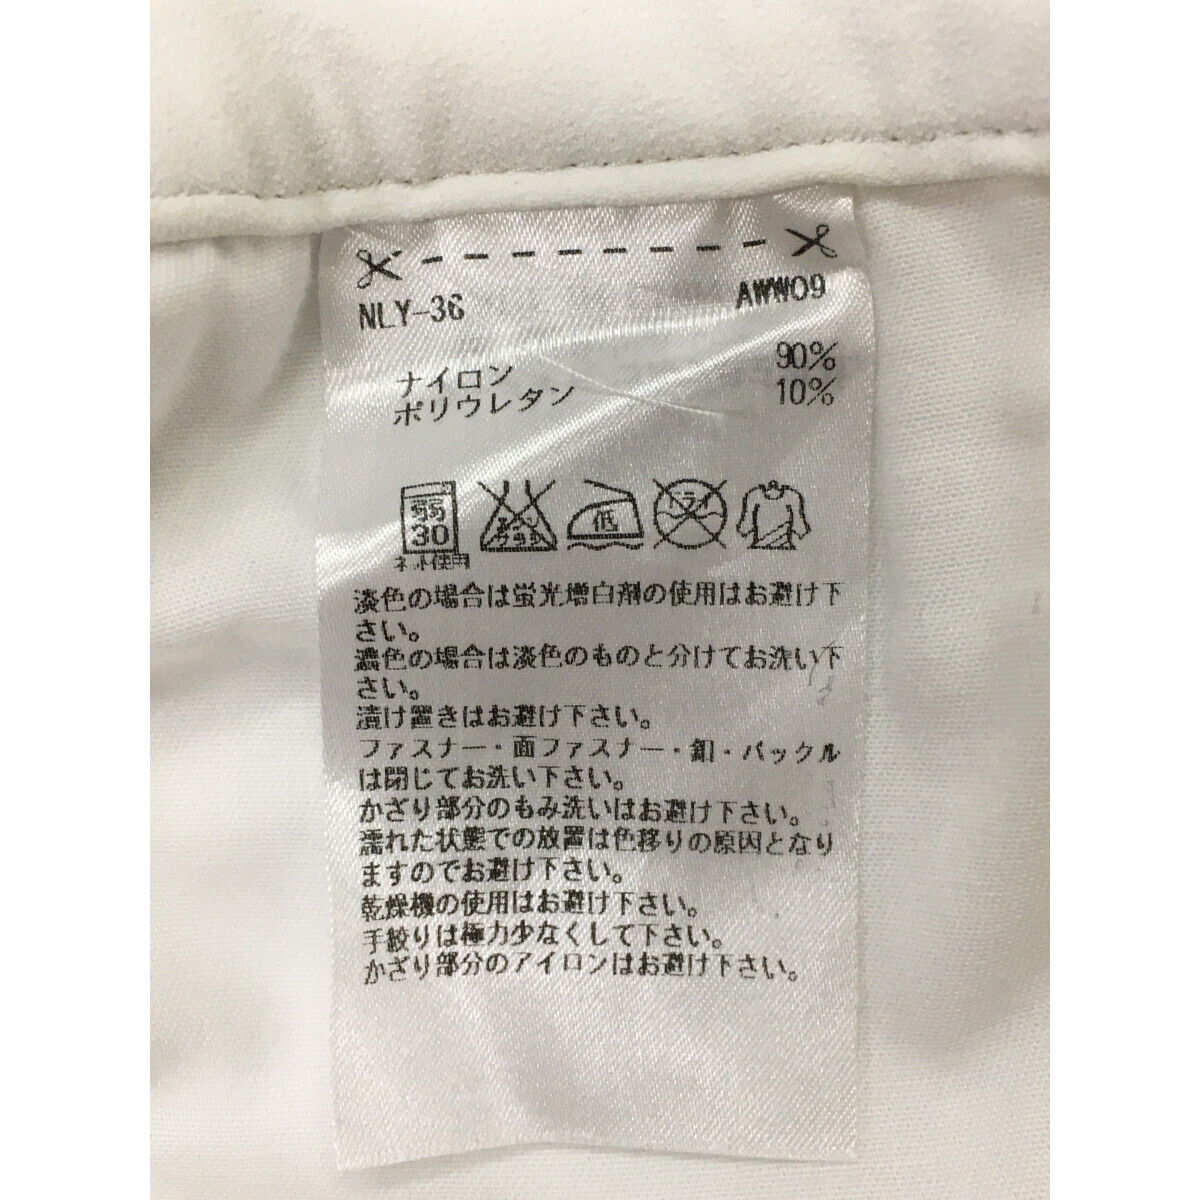 NLY-36 AWW09
ナイロン 90%
ポリウレタン 10%
弱 30 エンソ サラシ 低 ドライ
ネット使用
淡色の場合は蛍光増白剤の使用はお避け下
さい。
濃色の場合は淡色のものと分けてお洗い下
さい。
漬け置きはお避け下さい。
ファスナー・面ファスナー・釦・バックル
は閉じてお洗い下さい。
かざり部分のもみ洗いはお避け下さい。
濡れた状態での放置は色移りの原因となり
ますのでお避け下さい。
乾燥機の使用はお避け下さい。
手絞りは極力少なくして下さい。
かざり部分のアイロンはお避け下さい。